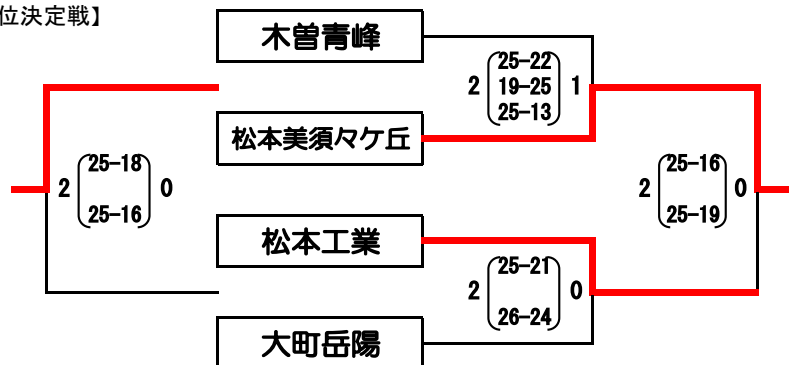 位決定戦】
木曽青峰
2 25-22 1
19-25
25-13
松本美須々ケ丘
2 25-18 0
25-16
2 25-16 0
25-19
松本工業
2 25-21 0
26-24
大町岳陽